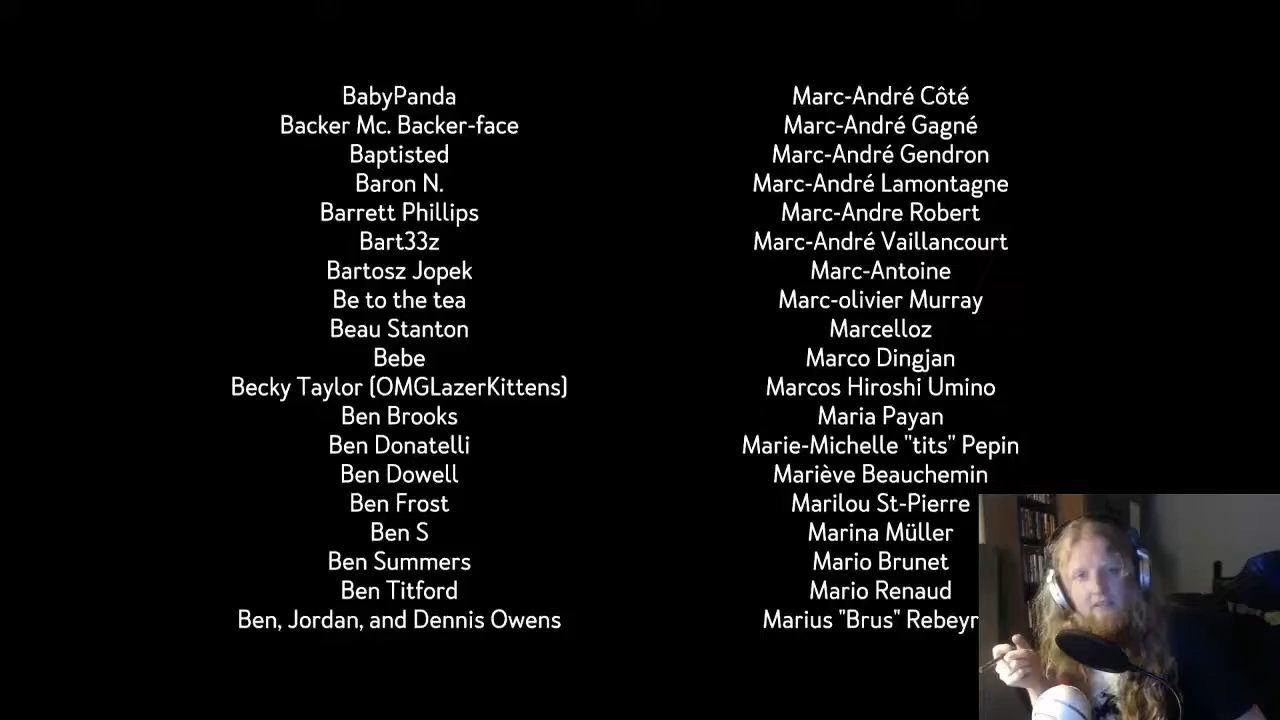 BabyPanda
Backer Mc. Backer-face
Baptisted
Baron N.
Barrett Phillips
Bart33z
Bartosz Jopek
Be to the tea
Beau Stanton
Bebe
Becky Taylor (OMGLazerKittens)
Ben Brooks
Ben Donatelli
Ben Dowell
Ben Frost
Ben S
Ben Summers
Ben Titford
Ben, Jordan, and Dennis Owens
Marc-André Côté
Marc-André Gagné
Marc-André Gendron
Marc-André Lamontagne
Marc-Andre Robert
Marc-André Vaillancourt
Marc-Antoine
Marc-olivier Murray
Marcelloz
Marco Dingjan
Marcos Hiroshi Umino
Maria Payan
Marie-Michelle "tits" Pepin
Mariève Beauchemin
Marilou St-Pierre
Marina Müller
Mario Brunet
Mario Renaud
Marius "Brus"